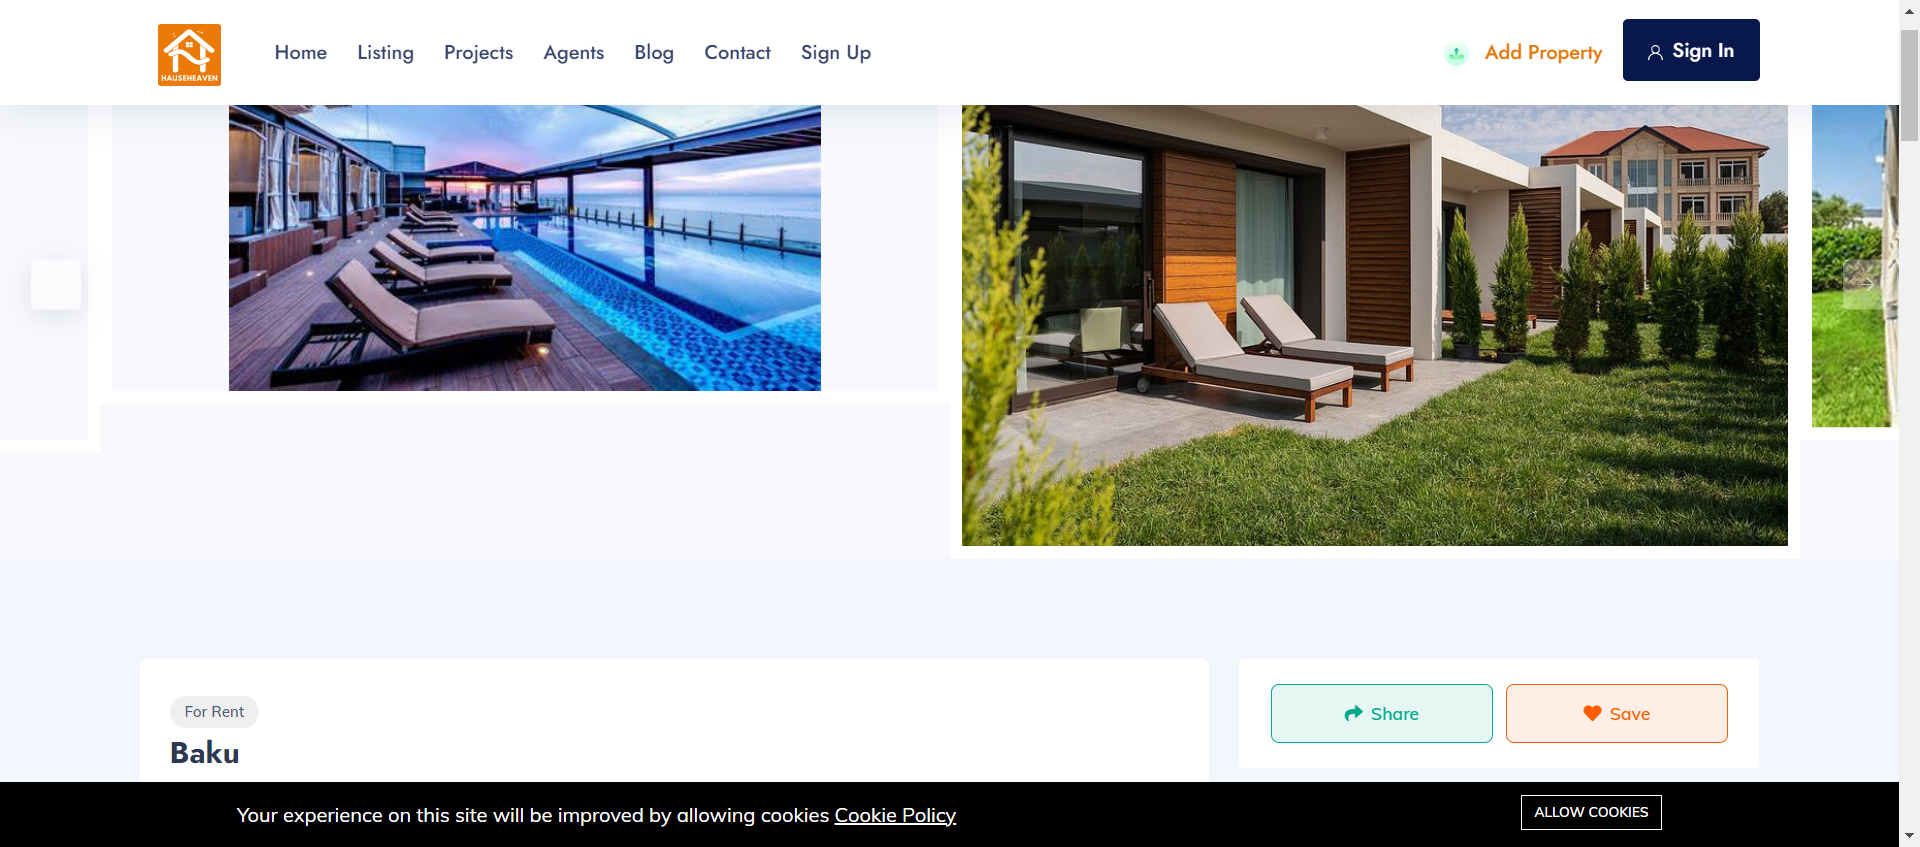 HAUSEHEAVEN
Home Listing Projects Agents Blog Contact Sign Up Add Property Sign In
For Rent
Baku
Share Save
Your experience on this site will be improved by allowing cookies Cookie Policy ALLOW COOKIES